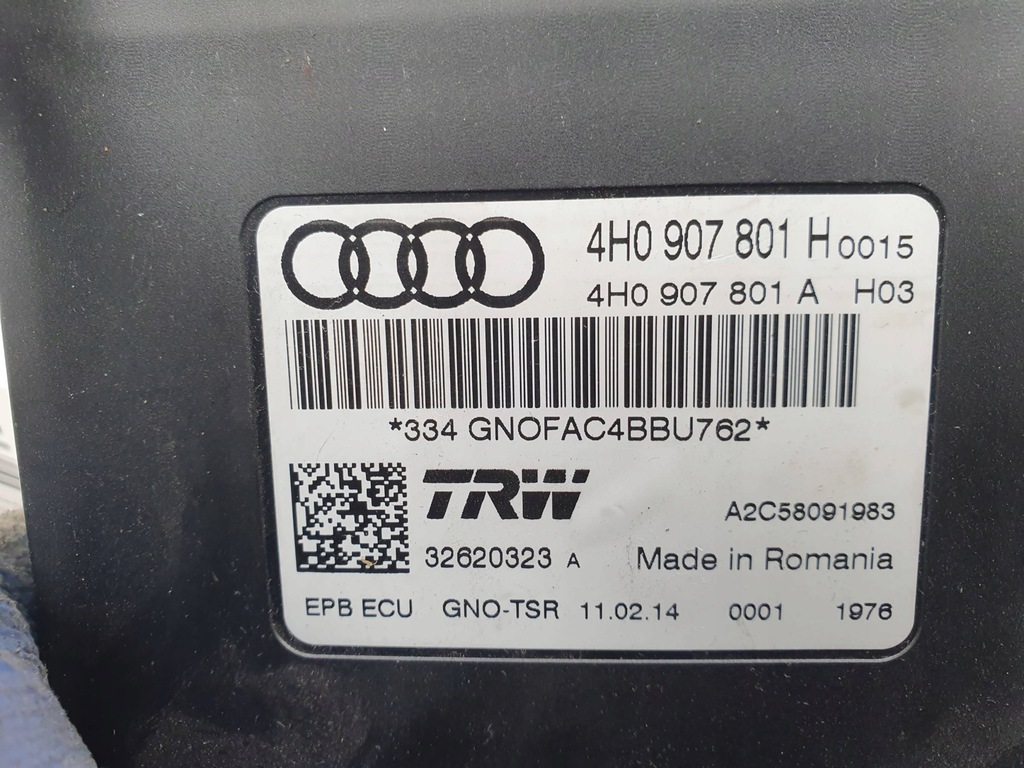 4H0 907 801 H 0015
4H0 907 801 A H03
*334 GNOFAC4BBU762*
TRW
A2C58091983
32620323 A Made in Romania
EPB ECU GNO-TSR 11.02.14 0001 1976